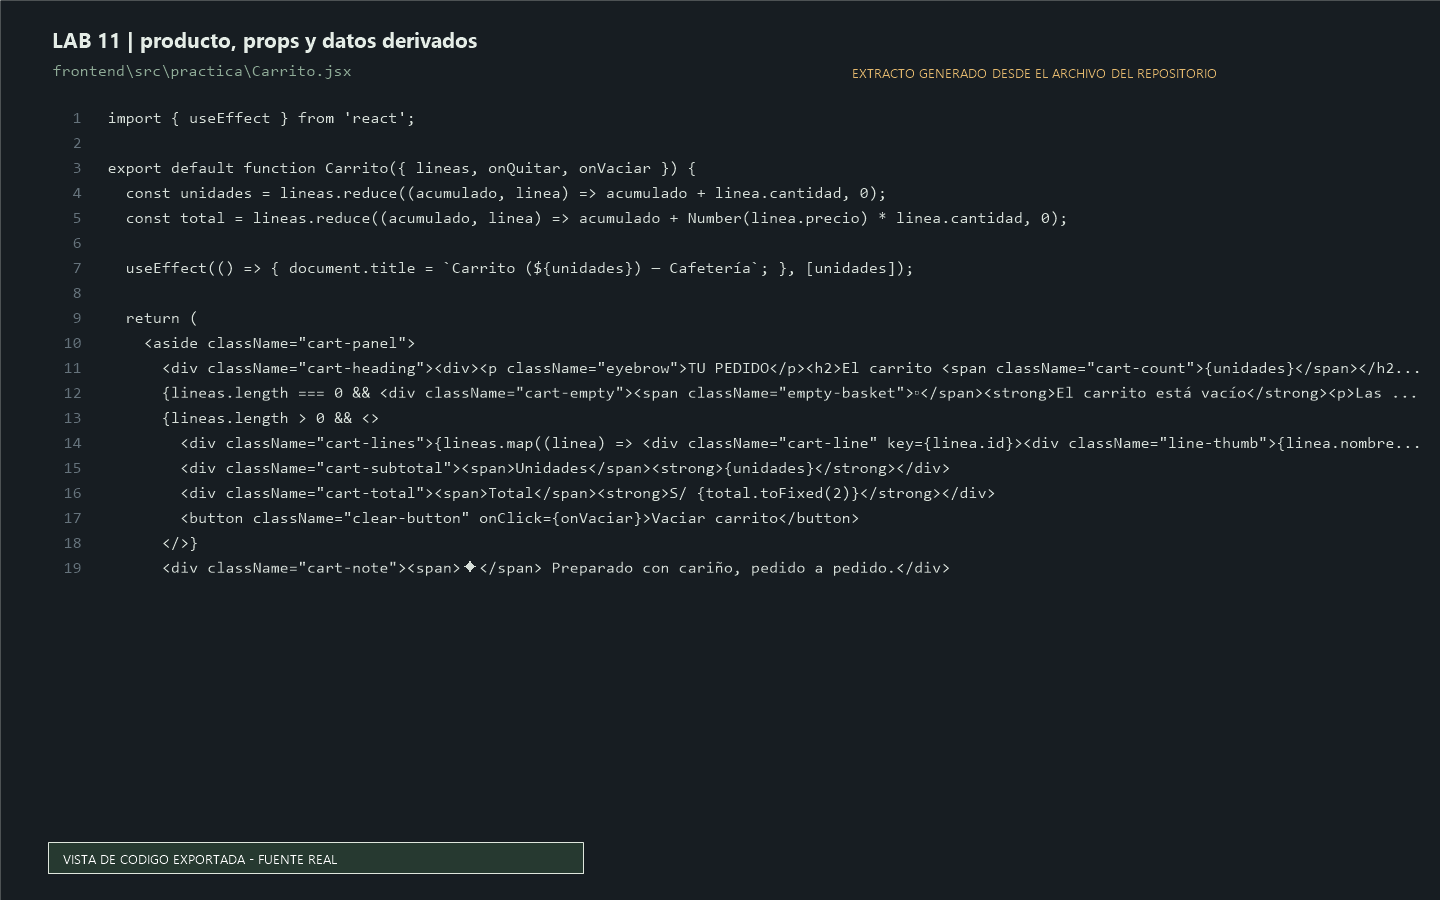 LAB 11 | producto, props y datos derivados
frontend\src\practica\Carrito.jsx
EXTRACTO GENERADO DESDE EL ARCHIVO DEL REPOSITORIO
1 import { useEffect } from 'react';
2
3 export default function Carrito({ lineas, onQuitar, onVaciar }) {
4 const unidades = lineas.reduce((acumulado, linea) => acumulado + linea.cantidad, 0);
5 const total = lineas.reduce((acumulado, linea) => acumulado + Number(linea.precio) * linea.cantidad, 0);
6
7 useEffect(() => { document.title = `Carrito (${unidades}) — Cafetería`; }, [unidades]);
8
9 return (
10 <aside className="cart-panel">
11 <div className="cart-heading"><div><p className="eyebrow">TU PEDIDO</p><h2>El carrito <span className="cart-count">{unidades}</span></h2...
12 {lineas.length === 0 && <div className="cart-empty"><span className="empty-basket">▫</span><strong>El carrito está vacío</strong><p>Las ...
13 {lineas.length > 0 && <>
14 <div className="cart-lines">{lineas.map((linea) => <div className="cart-line" key={linea.id}><div className="line-thumb">{linea.nombre...
15 <div className="cart-subtotal"><span>Unidades</span><strong>{unidades}</strong></div>
16 <div className="cart-total"><span>Total</span><strong>S/ {total.toFixed(2)}</strong></div>
17 <button className="clear-button" onClick={onVaciar}>Vaciar carrito</button>
18 </>}
19 <div className="cart-note"><span>✦</span> Preparado con cariño, pedido a pedido.</div>
VISTA DE CODIGO EXPORTADA - FUENTE REAL